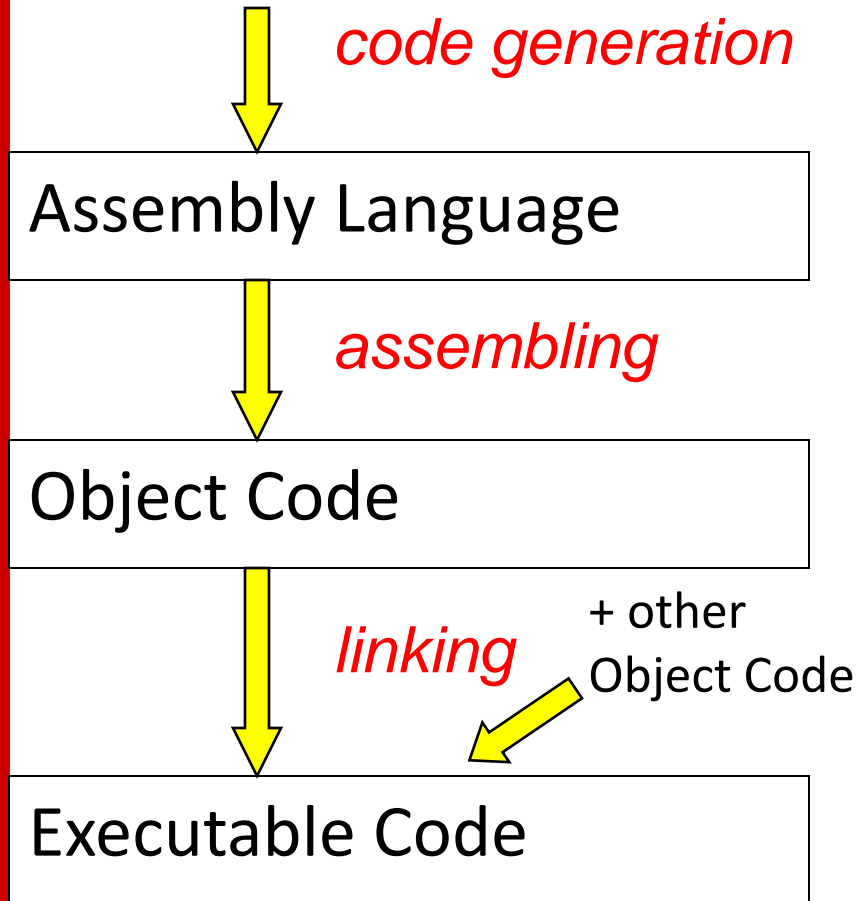 code generation
Assembly Language
assembling
Object Code
+ other
linking
Object Code
Executable Code